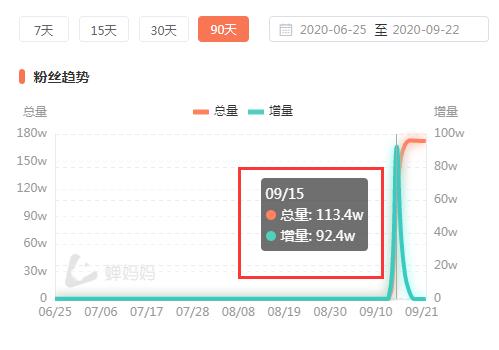 7天 15天 30天 90天 2020-06-25 至 2020-09-22
粉丝趋势
总量 总量 增量 增量
180w 100w
150w 80w
120w 60w
90w 40w
60w 20w
30w 0
0
09/15
总量: 113.4w
增量: 92.4w
蝉妈妈
06/25 07/06 07/17 07/28 08/08 08/19 08/30 09/10 09/21